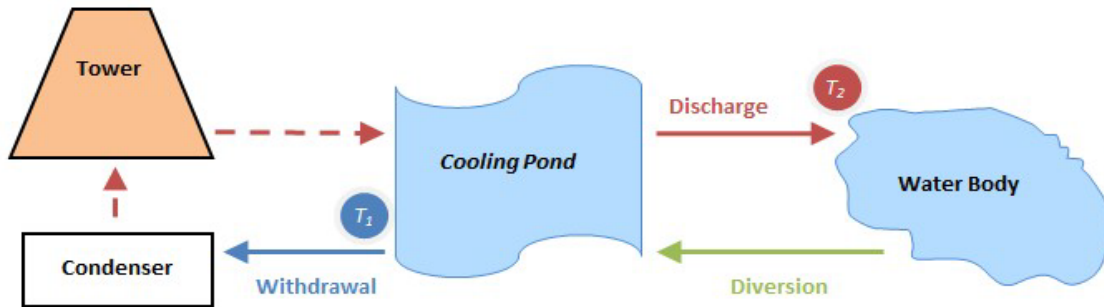 Tower
Discharge
T2
Cooling Pond
Water Body
T1
Condenser
Withdrawal
Diversion